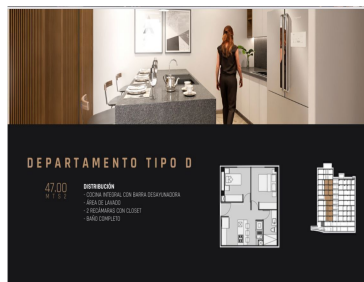 DEPARTAMENTO TIPO D
47.00
MTS2
DISTRIBUCIÓN
- COCINA INTEGRAL CON BARRA DESAYUNADORA
- ÁREA DE LAVADO
- 2 RECÁMARAS CON CLOSET
- BAÑO COMPLETO